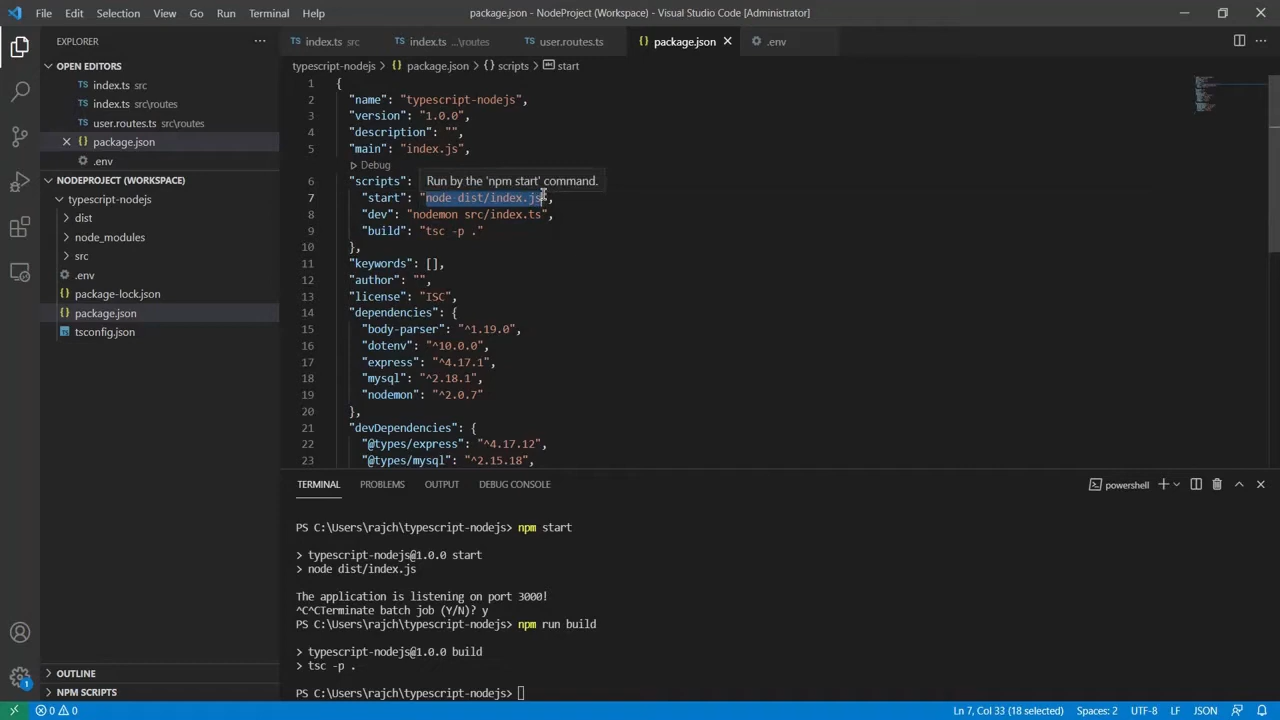 File Edit Selection View Go Run Terminal Help package.json - NodeProject (Workspace) - Visual Studio Code [Administrator]
EXPLORER
OPEN EDITORS
index.ts src
index.ts src\routes
user.routes.ts src\routes
package.json
.env
NODEPROJECT (WORKSPACE)
typescript-nodejs
dist
node_modules
src
.env
package-lock.json
package.json
tsconfig.json
OUTLINE
NPM SCRIPTS
index.ts src index.ts ...\routes user.routes.ts package.json .env
typescript-nodejs > package.json > scripts > start
1 {
2 "name": "typescript-nodejs",
3 "version": "1.0.0",
4 "description": "",
5 "main": "index.js",
Debug
6 "scripts": Run by the 'npm start' command.
7 "start": "node dist/index.js",
8 "dev": "nodemon src/index.ts",
9 "build": "tsc -p ."
10 },
11 "keywords": [],
12 "author": "",
13 "license": "ISC",
14 "dependencies": {
15 "body-parser": "^1.19.0",
16 "dotenv": "^10.0.0",
17 "express": "^4.17.1",
18 "mysql": "^2.18.1",
19 "nodemon": "^2.0.7"
20 },
21 "devDependencies": {
22 "@types/express": "^4.17.12",
23 "@types/mysql": "^2.15.18",
TERMINAL PROBLEMS OUTPUT DEBUG CONSOLE powershell
PS C:\Users\rajch\typescript-nodejs> npm start
> typescript-nodejs@1.0.0 start
> node dist/index.js
The application is listening on port 3000!
^C^CTerminate batch job (Y/N)? y
PS C:\Users\rajch\typescript-nodejs> npm run build
> typescript-nodejs@1.0.0 build
> tsc -p .
PS C:\Users\rajch\typescript-nodejs>
1
0 0 Ln 7, Col 33 (18 selected) Spaces: 2 UTF-8 LF JSON